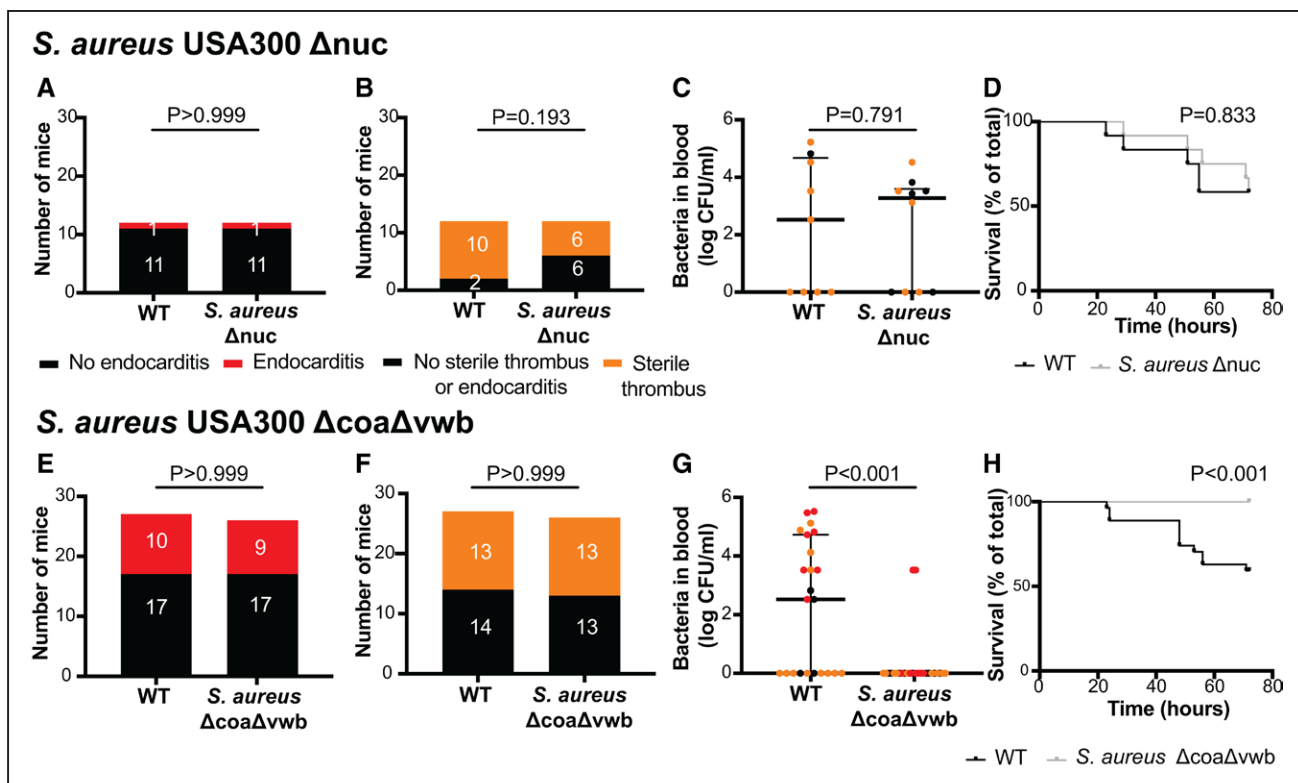 S. aureus USA300 Δnuc
A
B
C
D
P>0.999
P=0.193
P=0.791
P=0.833
Number of mice
30
20
10
0
1
11
1
11
WT
S. aureus
Δnuc
Number of mice
30
20
10
0
10
2
6
6
WT
S. aureus
Δnuc
Bacteria in blood
(log CFU/ml)
6
4
2
0
WT
S. aureus
Δnuc
Survival (% of total)
100
50
0
0
20
40
60
80
Time (hours)
No endocarditis
Endocarditis
No sterile thrombus
or endocarditis
Sterile
thrombus
WT
S. aureus Δnuc
S. aureus USA300 ΔcoaΔvwb
E
F
G
H
P>0.999
P>0.999
P<0.001
P<0.001
Number of mice
30
20
10
0
10
17
9
17
WT
S. aureus
ΔcoaΔvwb
Number of mice
30
20
10
0
13
14
13
13
WT
S. aureus
ΔcoaΔvwb
Bacteria in blood
(log CFU/ml)
6
4
2
0
WT
S. aureus
ΔcoaΔvwb
Survival (% of total)
100
50
0
0
20
40
60
80
Time (hours)
WT
S. aureus ΔcoaΔvwb